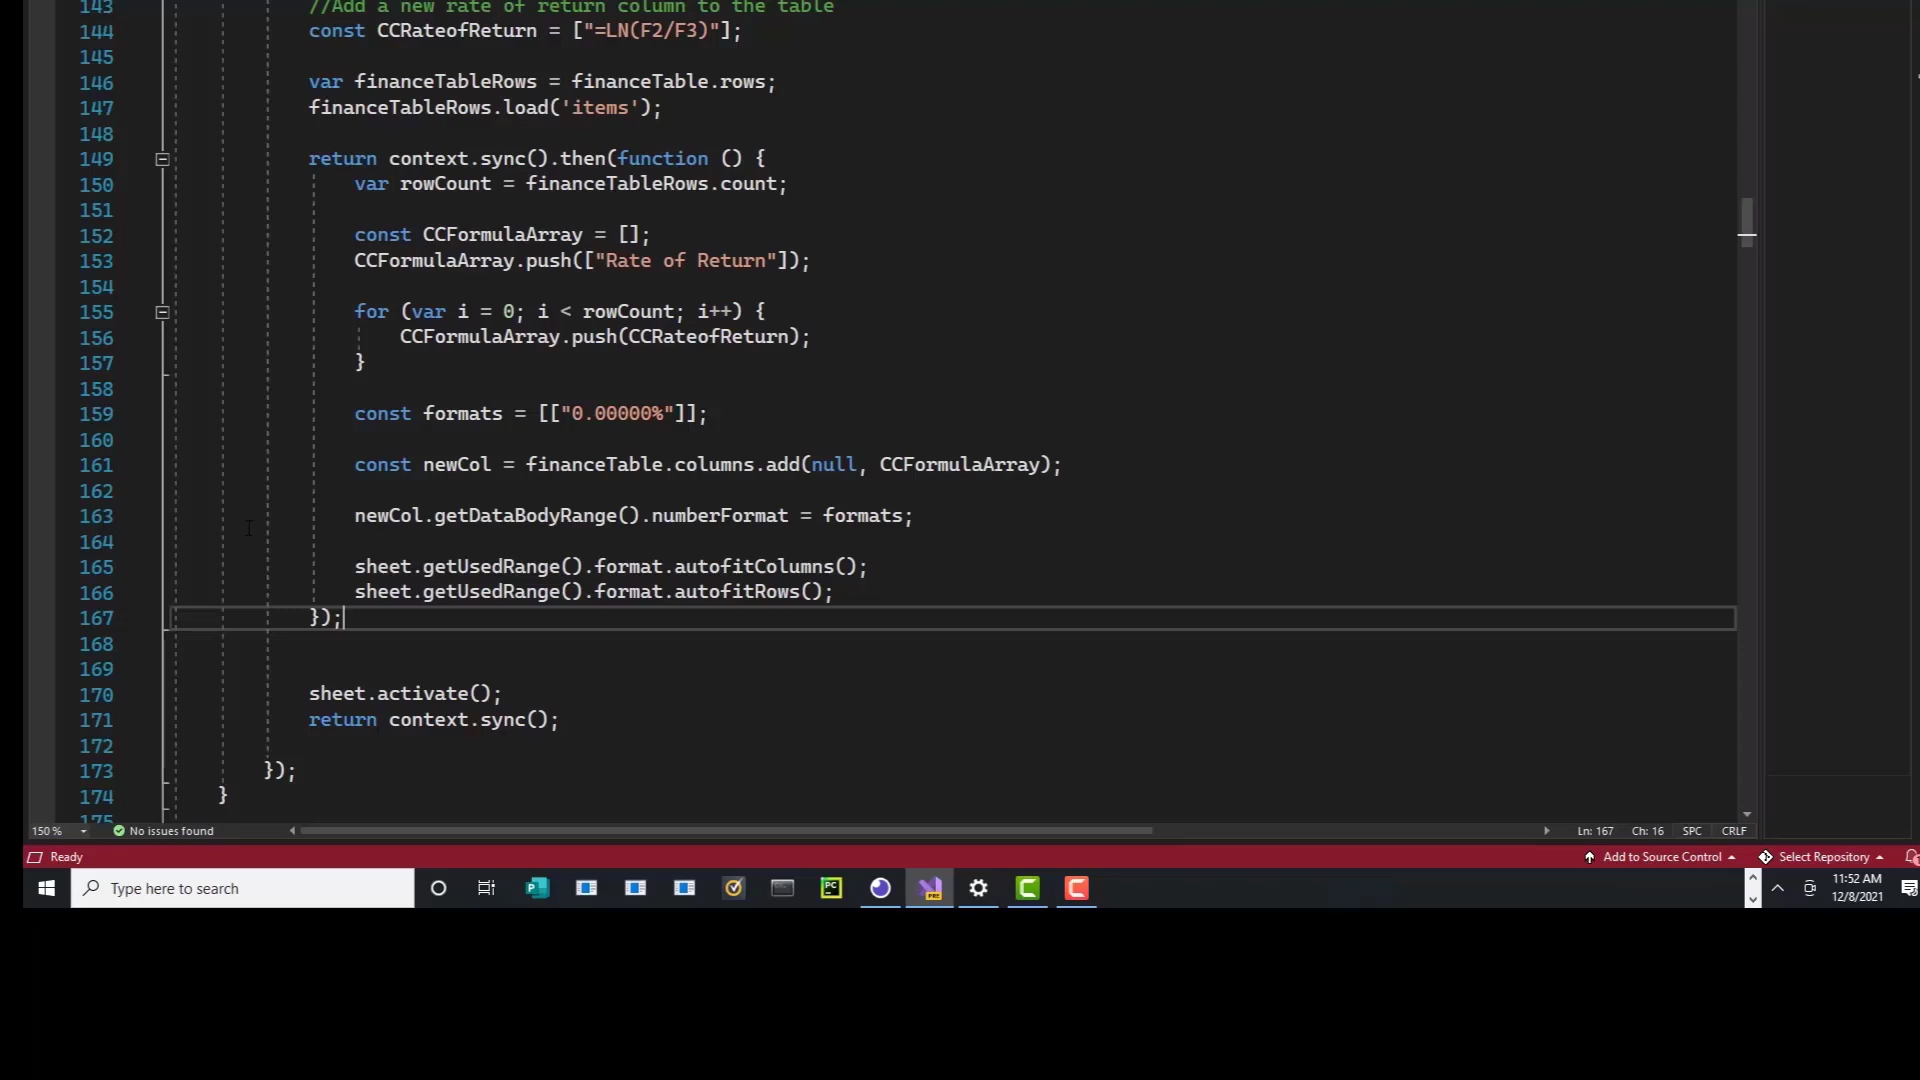 143 //Add a new rate of return column to the table
144 const CCRateofReturn = ["=LN(F2/F3)"];
145
146 var financeTableRows = financeTable.rows;
147 financeTableRows.load('items');
148
149 return context.sync().then(function () {
150 var rowCount = financeTableRows.count;
151
152 const CCFormulaArray = [];
153 CCFormulaArray.push(["Rate of Return"]);
154
155 for (var i = 0; i < rowCount; i++) {
156 CCFormulaArray.push(CCRateofReturn);
157 }
158
159 const formats = [["0.00000%"]];
160
161 const newCol = financeTable.columns.add(null, CCFormulaArray);
162
163 newCol.getDataBodyRange().numberFormat = formats;
164
165 sheet.getUsedRange().format.autofitColumns();
166 sheet.getUsedRange().format.autofitRows();
167 });
168
169
170 sheet.activate();
171 return context.sync();
172
173 });
174 }
175
150 % No issues found Ln: 167 Ch: 16 SPC CRLF
Ready Add to Source Control Select Repository
Type here to search P PC PRE 11:52 AM
12/8/2021